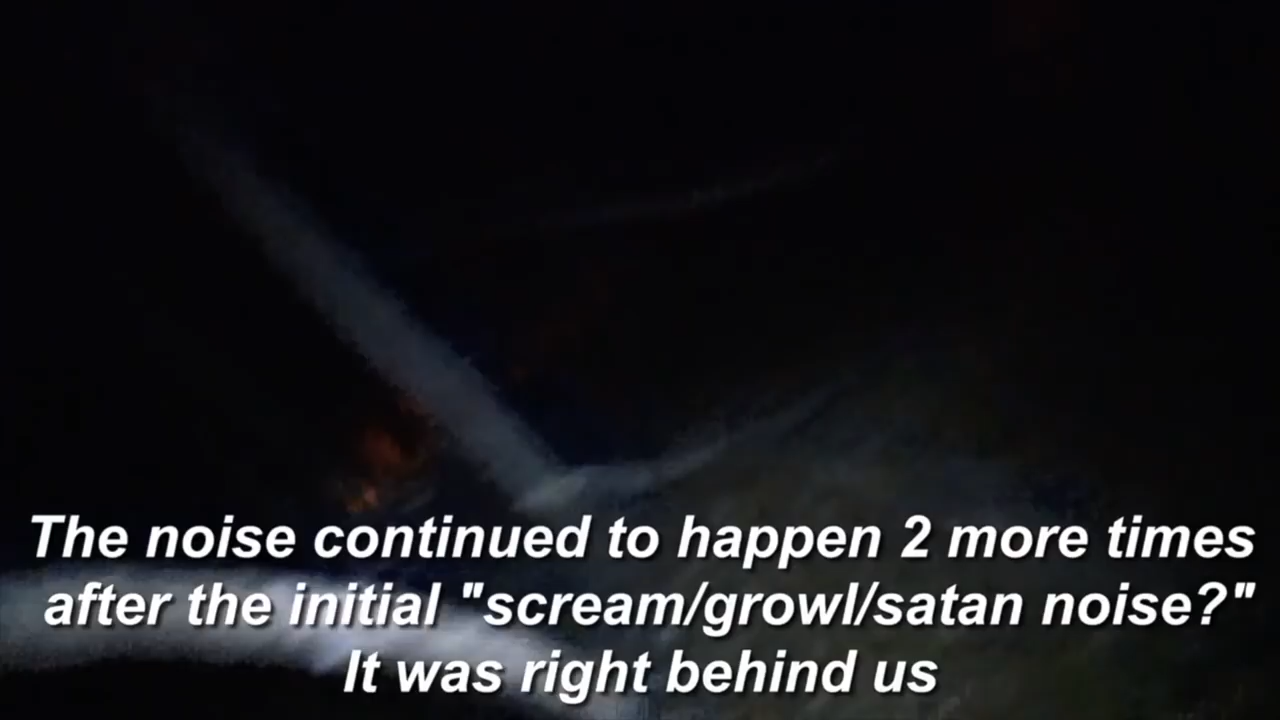 The noise continued to happen 2 more times
after the initial "scream/growl/satan noise?"
It was right behind us